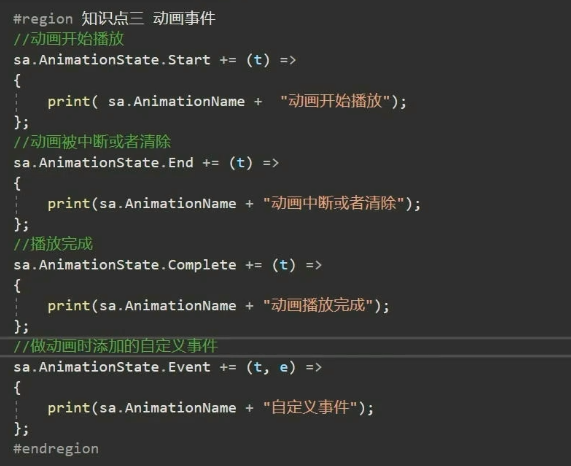 #region 知识点三 动画事件
//动画开始播放
sa.AnimationState.Start += (t) =>
{
    print( sa.AnimationName +  "动画开始播放");
};
//动画被中断或者清除
sa.AnimationState.End += (t) =>
{
    print(sa.AnimationName + "动画中断或者清除");
};
//播放完成
sa.AnimationState.Complete += (t) =>
{
    print(sa.AnimationName + "动画播放完成");
};
//做动画时添加的自定义事件
sa.AnimationState.Event += (t, e) =>
{
    print(sa.AnimationName + "自定义事件");
};
#endregion